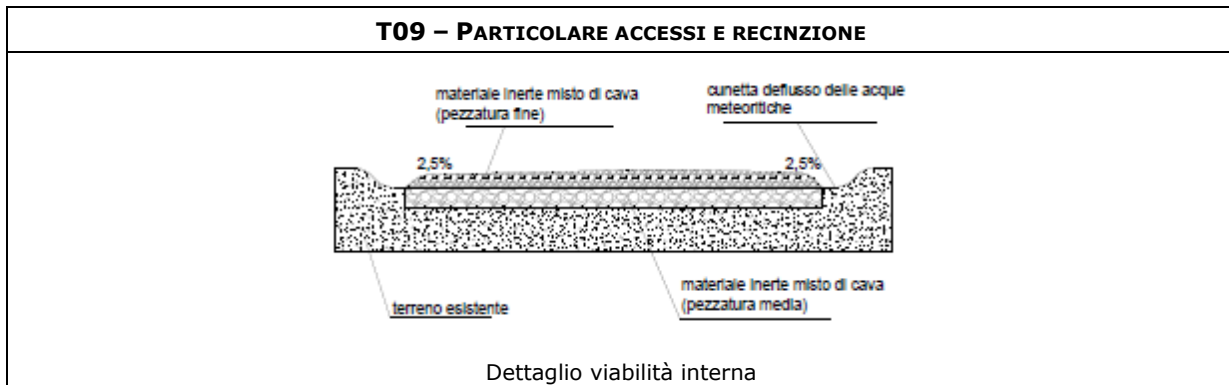 T09 – PARTICOLARE ACCESSI E RECINZIONE
materiale inerte misto di cava
(pezzatura fine)
cunetta deflusso delle acque
meteoritiche
2,5%
2,5%
terreno esistente
materiale inerte misto di cava
(pezzatura media)
Dettaglio viabilità interna